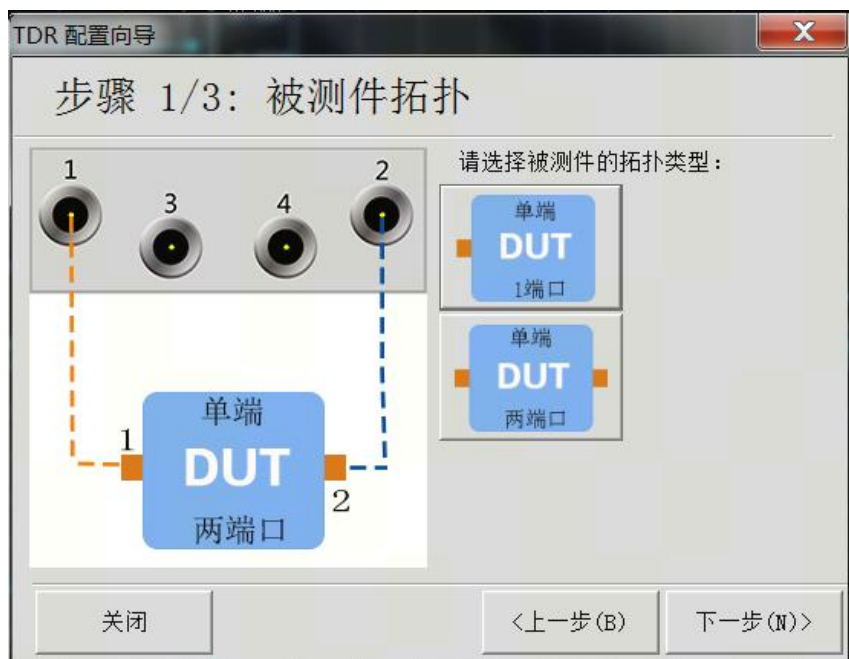 TDR 配置向导
步骤 1/3: 被测件拓扑
请选择被测件的拓扑类型：
1
3
4
2
单端
DUT
1端口
单端
DUT
两端口
1
单端
DUT
两端口
2
关闭
<上一步(B)
下一步(N)>